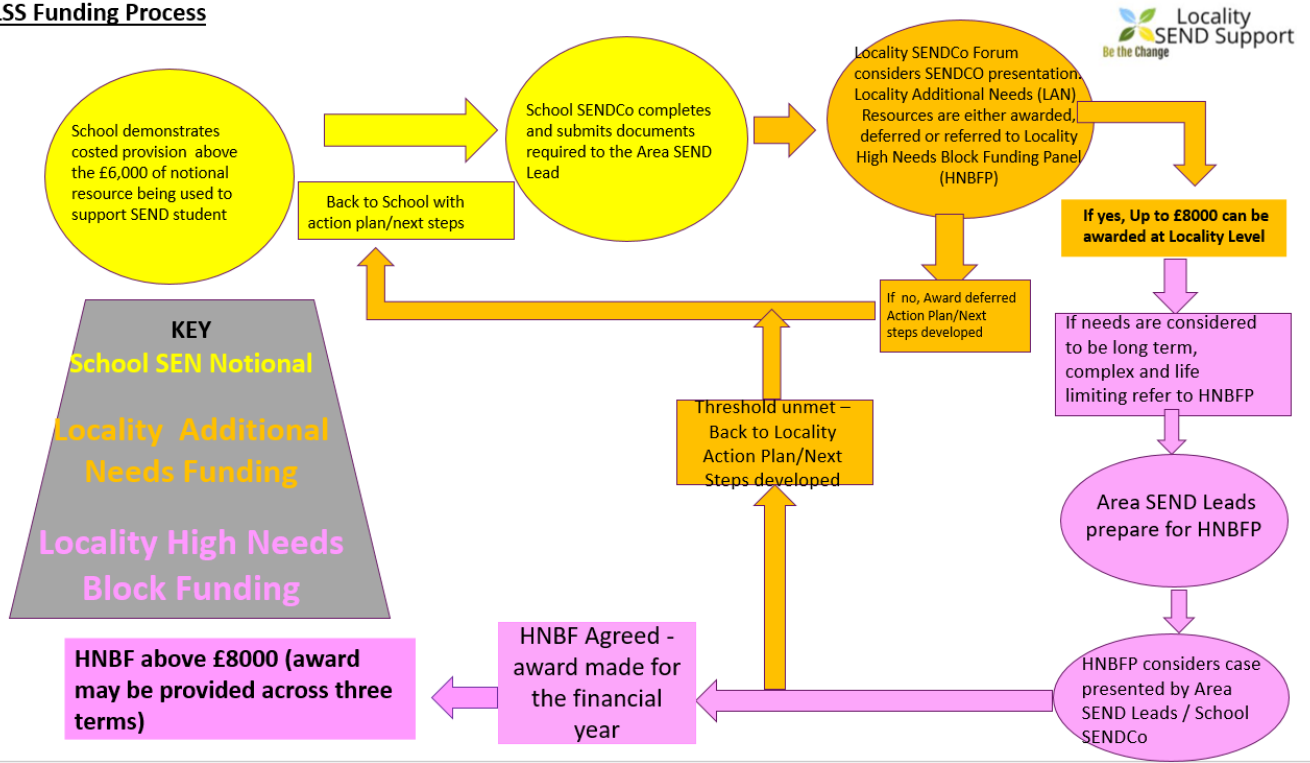 LSS Funding Process
Locality
SEND Support
Be the Change
School demonstrates
costed provision above
the £6,000 of notional
resource being used to
support SEND student
School SENDCo completes
and submits documents
required to the Area SEND
Lead
Locality SENDCo Forum
considers SENDCO presentation.
Locality Additional Needs (LAN)
Resources are either awarded,
deferred or referred to Locality
High Needs Block Funding Panel
(HNBFP)
Back to School with
action plan/next steps
If yes, Up to £8000 can be
awarded at Locality Level
If no, Award deferred
Action Plan/Next
steps developed
If needs are considered
to be long term,
complex and life
limiting refer to HNBFP
KEY
School SEN Notional
Locality Additional
Needs Funding
Locality High Needs
Block Funding
Threshold unmet –
Back to Locality
Action Plan/Next
Steps developed
Area SEND Leads
prepare for HNBFP
HNBFP considers case
presented by Area
SEND Leads / School
SENDCo
HNBF Agreed -
award made for
the financial
year
HNBF above £8000 (award
may be provided across three
terms)